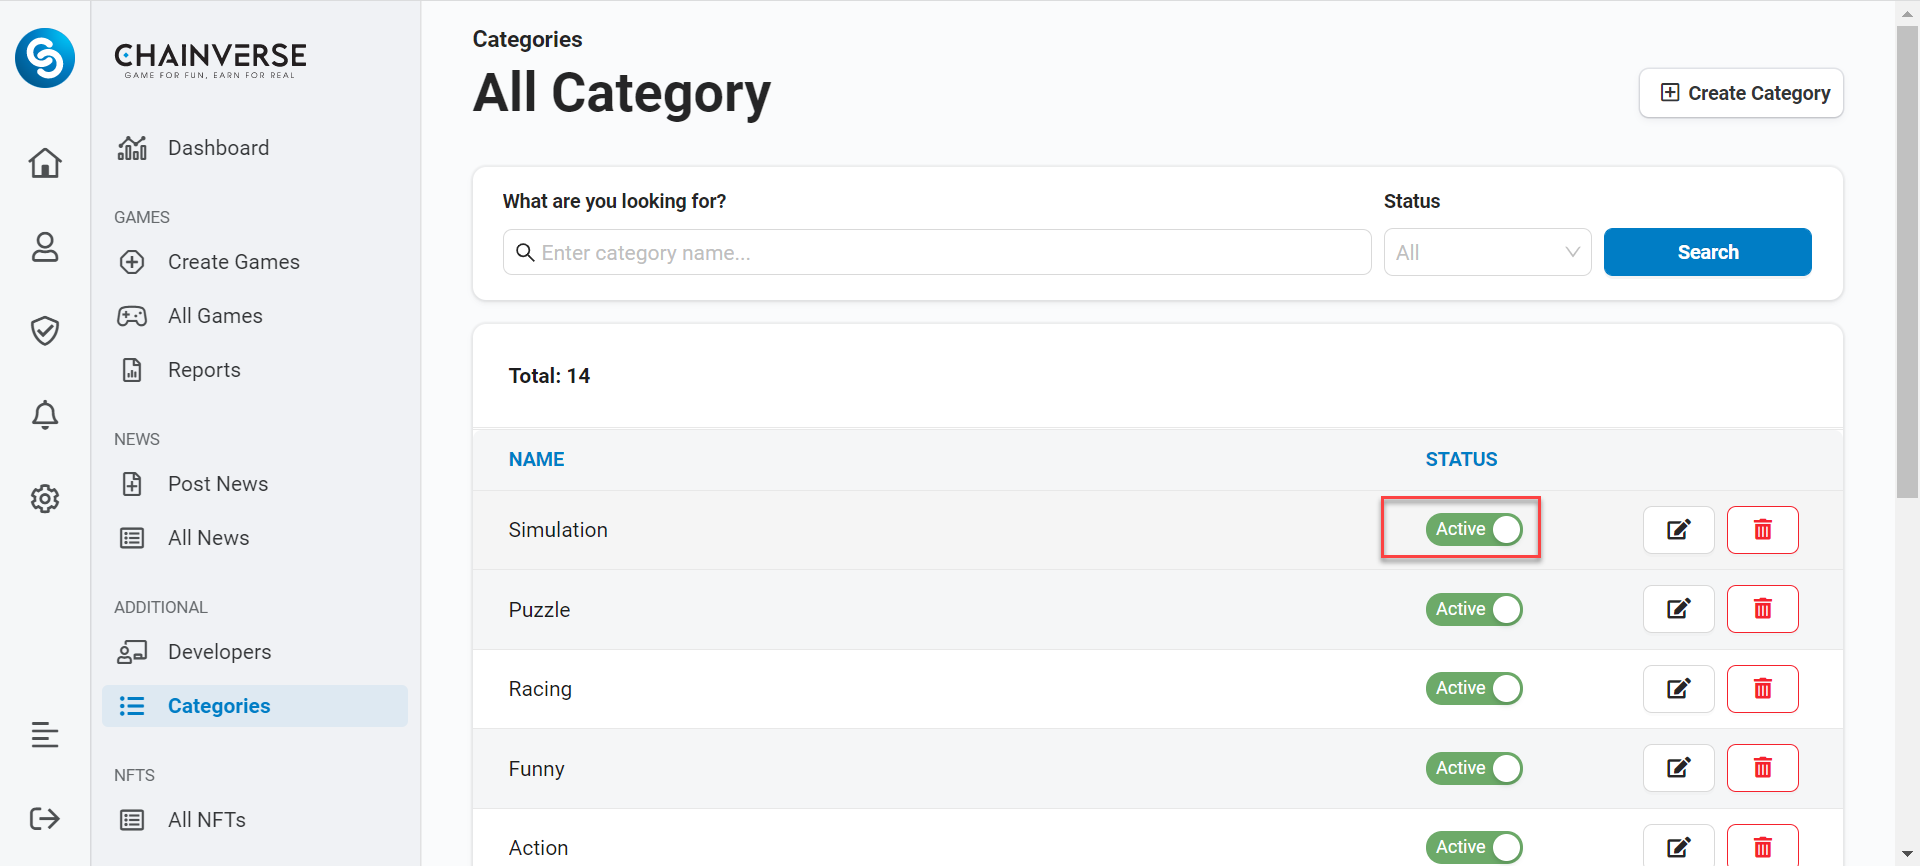 CHAINVERSE
GAME FOR FUN, EARN FOR REAL
Dashboard
GAMES
Create Games
All Games
Reports
NEWS
Post News
All News
ADDITIONAL
Developers
Categories
NFTS
All NFTs
Categories
All Category
Create Category
What are you looking for?
Status
Enter category name...
All
Search
Total: 14
NAME STATUS
Simulation Active
Puzzle Active
Racing Active
Funny Active
Action Active